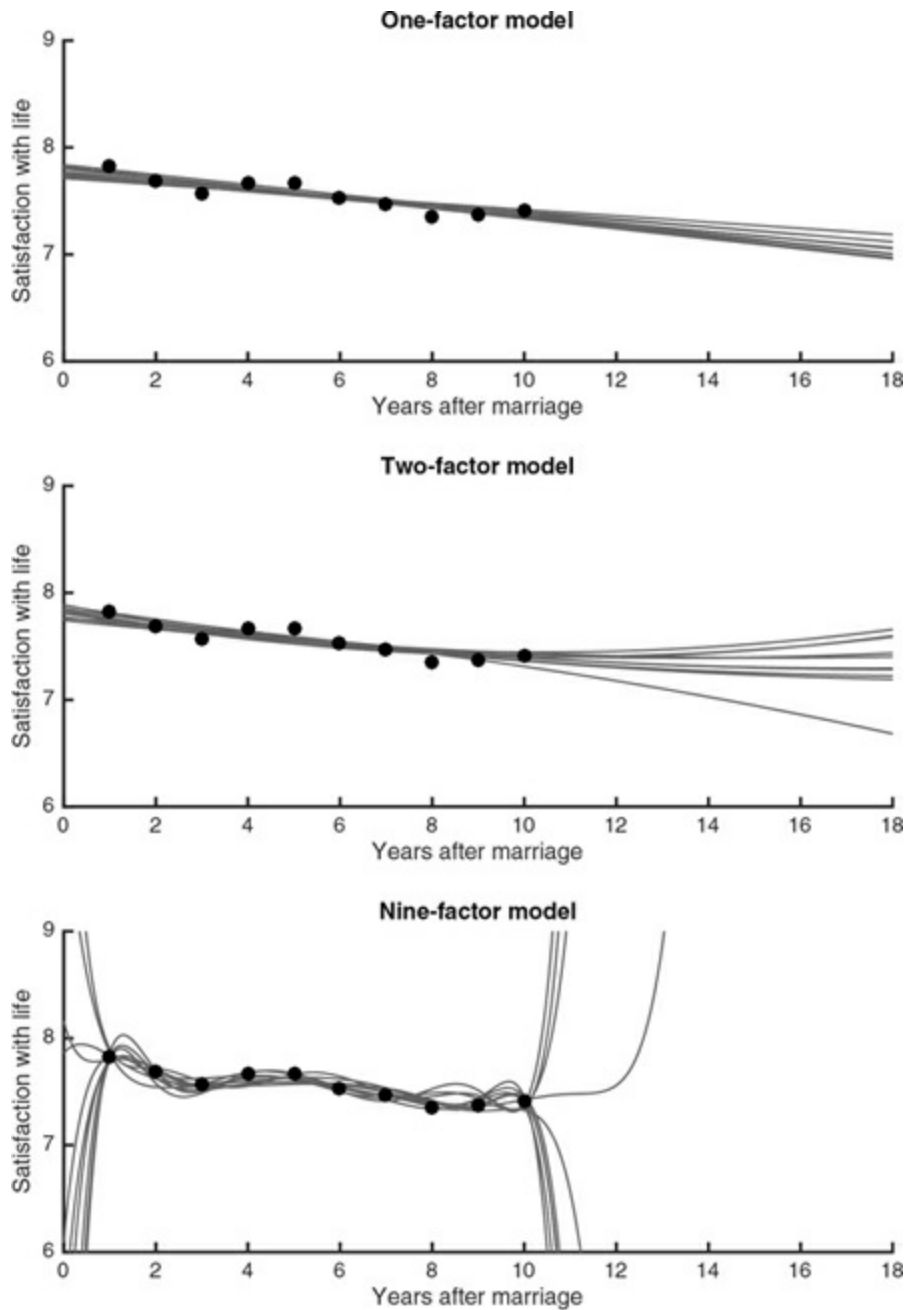 One-factor model
9
8
7
6
Satisfaction with life
0 2 4 6 8 10 12 14 16 18
Years after marriage
Two-factor model
9
8
7
6
Satisfaction with life
0 2 4 6 8 10 12 14 16 18
Years after marriage
Nine-factor model
9
8
7
6
Satisfaction with life
0 2 4 6 8 10 12 14 16 18
Years after marriage